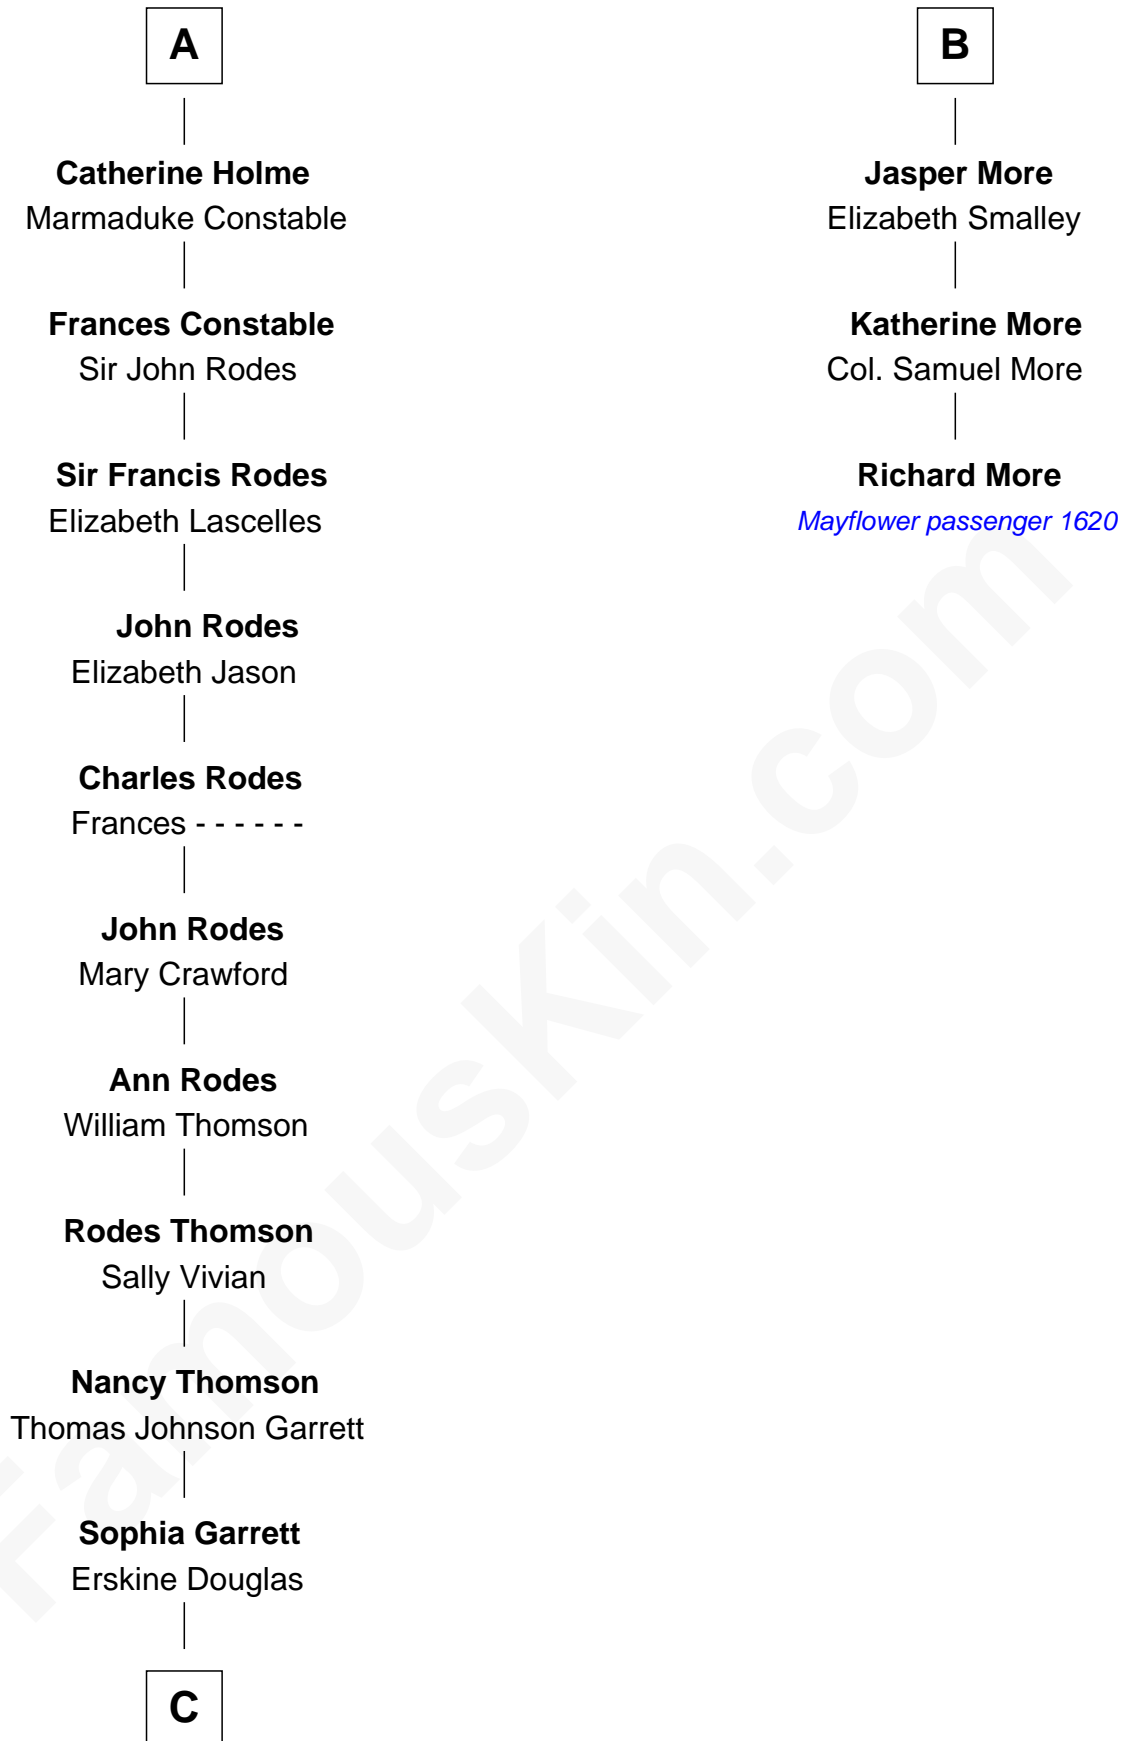 A
Catherine Holme
Marmaduke Constable
Frances Constable
Sir John Rodes
Sir Francis Rodes
Elizabeth Lascelles
John Rodes
Elizabeth Jason
Charles Rodes
Frances - - - - - -
John Rodes
Mary Crawford
Ann Rodes
William Thomson
Rodes Thomson
Sally Vivian
Nancy Thomson
Thomas Johnson Garrett
Sophia Garrett
Erskine Douglas
C
B
Jasper More
Elizabeth Smalley
Katherine More
Col. Samuel More
Richard More
Mayflower passenger 1620
FamousKin.com